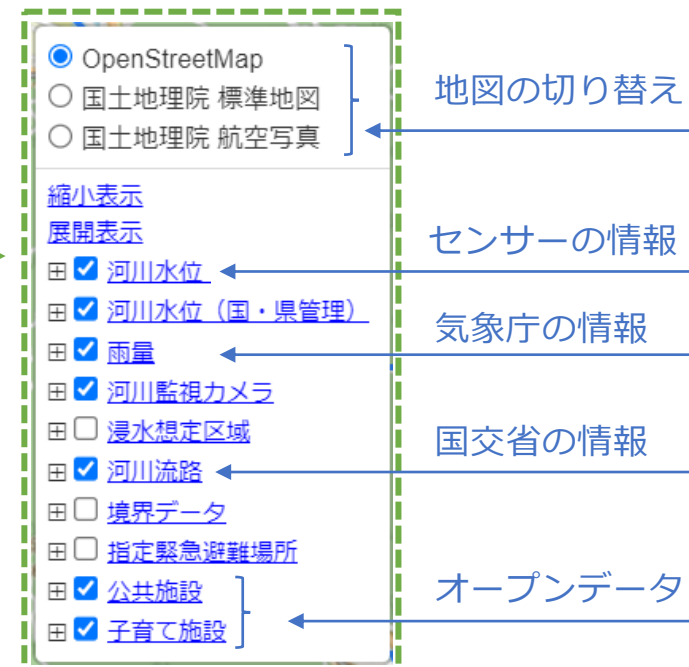 OpenStreetMap
国土地理院 標準地図
国土地理院 航空写真
地図の切り替え
縮小表示
展開表示
河川水位
センサーの情報
河川水位（国・県管理）
雨量
気象庁の情報
河川監視カメラ
浸水想定区域
河川流路
国交省の情報
境界データ
指定緊急避難場所
公共施設
子育て施設
オープンデータ